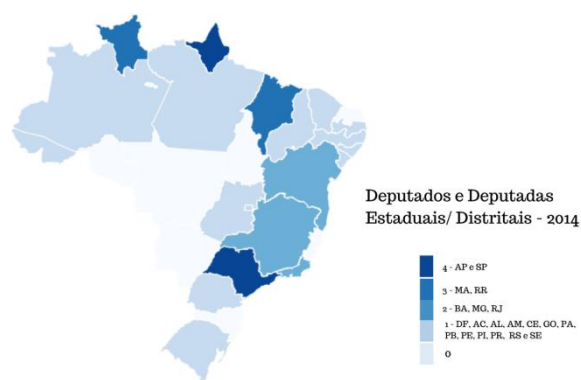 Deputados e Deputadas
Estaduais/ Distritais - 2014
4 - AP e SP
3 - MA, RR
2 - BA, MG, RJ
1 - DF, AC, AL, AM, CE, GO, PA,
PB, PE, PI, PR, RS e SE
0